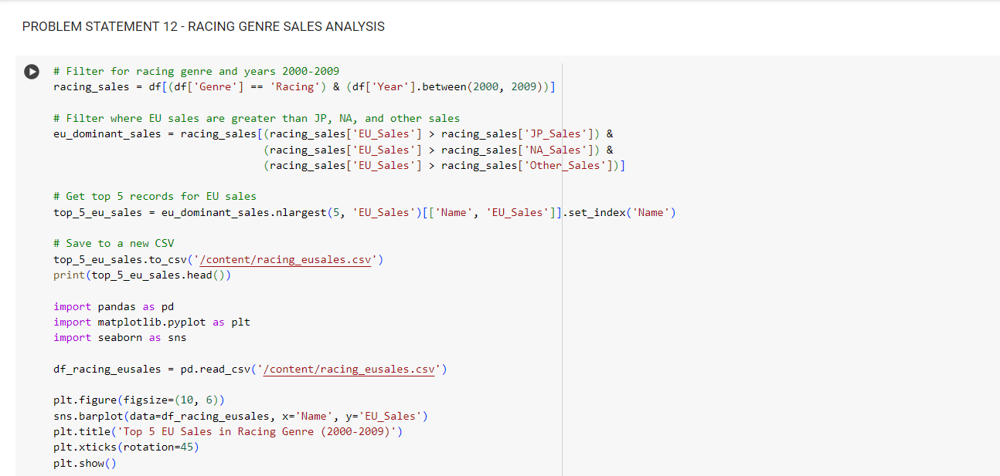 PROBLEM STATEMENT 12 - RACING GENRE SALES ANALYSIS
# Filter for racing genre and years 2000-2009
racing_sales = df[(df['Genre'] == 'Racing') & (df['Year'].between(2000, 2009))]
# Filter where EU sales are greater than JP, NA, and other sales
eu_dominant_sales = racing_sales[(racing_sales['EU_Sales'] > racing_sales['JP_Sales']) &
(racing_sales['EU_Sales'] > racing_sales['NA_Sales']) &
(racing_sales['EU_Sales'] > racing_sales['Other_Sales'])]
# Get top 5 records for EU sales
top_5_eu_sales = eu_dominant_sales.nlargest(5, 'EU_Sales')[['Name', 'EU_Sales']].set_index('Name')
# Save to a new CSV
top_5_eu_sales.to_csv('/content/racing_eusales.csv')
print(top_5_eu_sales.head())
import pandas as pd
import matplotlib.pyplot as plt
import seaborn as sns
df_racing_eusales = pd.read_csv('/content/racing_eusales.csv')
plt.figure(figsize=(10, 6))
sns.barplot(data=df_racing_eusales, x='Name', y='EU_Sales')
plt.title('Top 5 EU Sales in Racing Genre (2000-2009)')
plt.xticks(rotation=45)
plt.show()